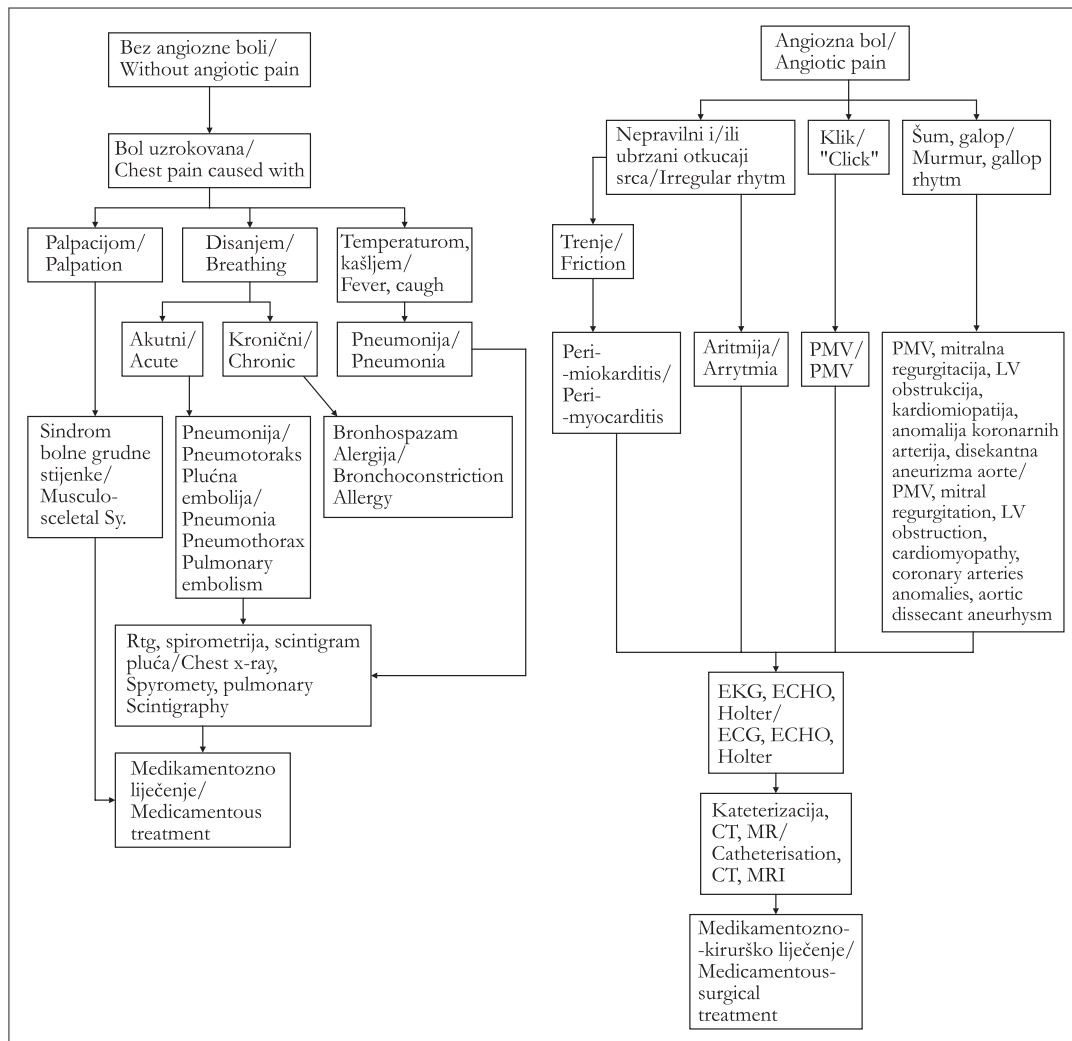 Bez angiozne boli/
Without angiotic pain
Bol uzrokovana/
Chest pain caused with
Palpacijom/
Palpation
Disanjem/
Breathing
Temperaturom,
kašljem/
Fever, caugh
Akutni/
Acute
Kronični/
Chronic
Pneumonija/
Pneumonia
Sindrom
bolne grudne
stijenke/
Musculo-
sceletal Sy.
Pneumonija/
Pneumotoraks
Plućna
embolija/
Pneumonia
Pneumothorax
Pulmonary
embolism
Bronhospazam
Alergija/
Bronchoconstriction
Allergy
Rtg, spirometrija, scintigram
pluća/Chest x-ray,
Spyromety, pulmonary
Scintigraphy
Medikamentozno
liječenje/
Medicamentous
treatment
Angiozna bol/
Angiotic pain
Nepravilni i/ili
ubrzani otkucaji
srca/Irregular rhytm
Klik/
"Click"
Šum, galop/
Murmur, gallop
rhytm
Trenje/
Friction
Peri-
-miokarditis/
Peri-
-myocarditis
Aritmija/
Arrytmia
PMV/
PMV
PMV, mitralna
regurgitacija, LV
obstrukcija,
kardiomiopatija,
anomalija koronarnih
arterija, disekantna
aneurizma aorte/
PMV, mitral
regurgitation, LV
obstruction,
cardiomyopathy,
coronary arteries
anomalies, aortic
dissecant aneurhysm
EKG, ECHO,
Holter/
ECG, ECHO,
Holter
Kateterizacija,
CT, MR/
Catheterisation,
CT, MRI
Medikamentozno-
-kirurško liječenje/
Medicamentous-
surgical
treatment